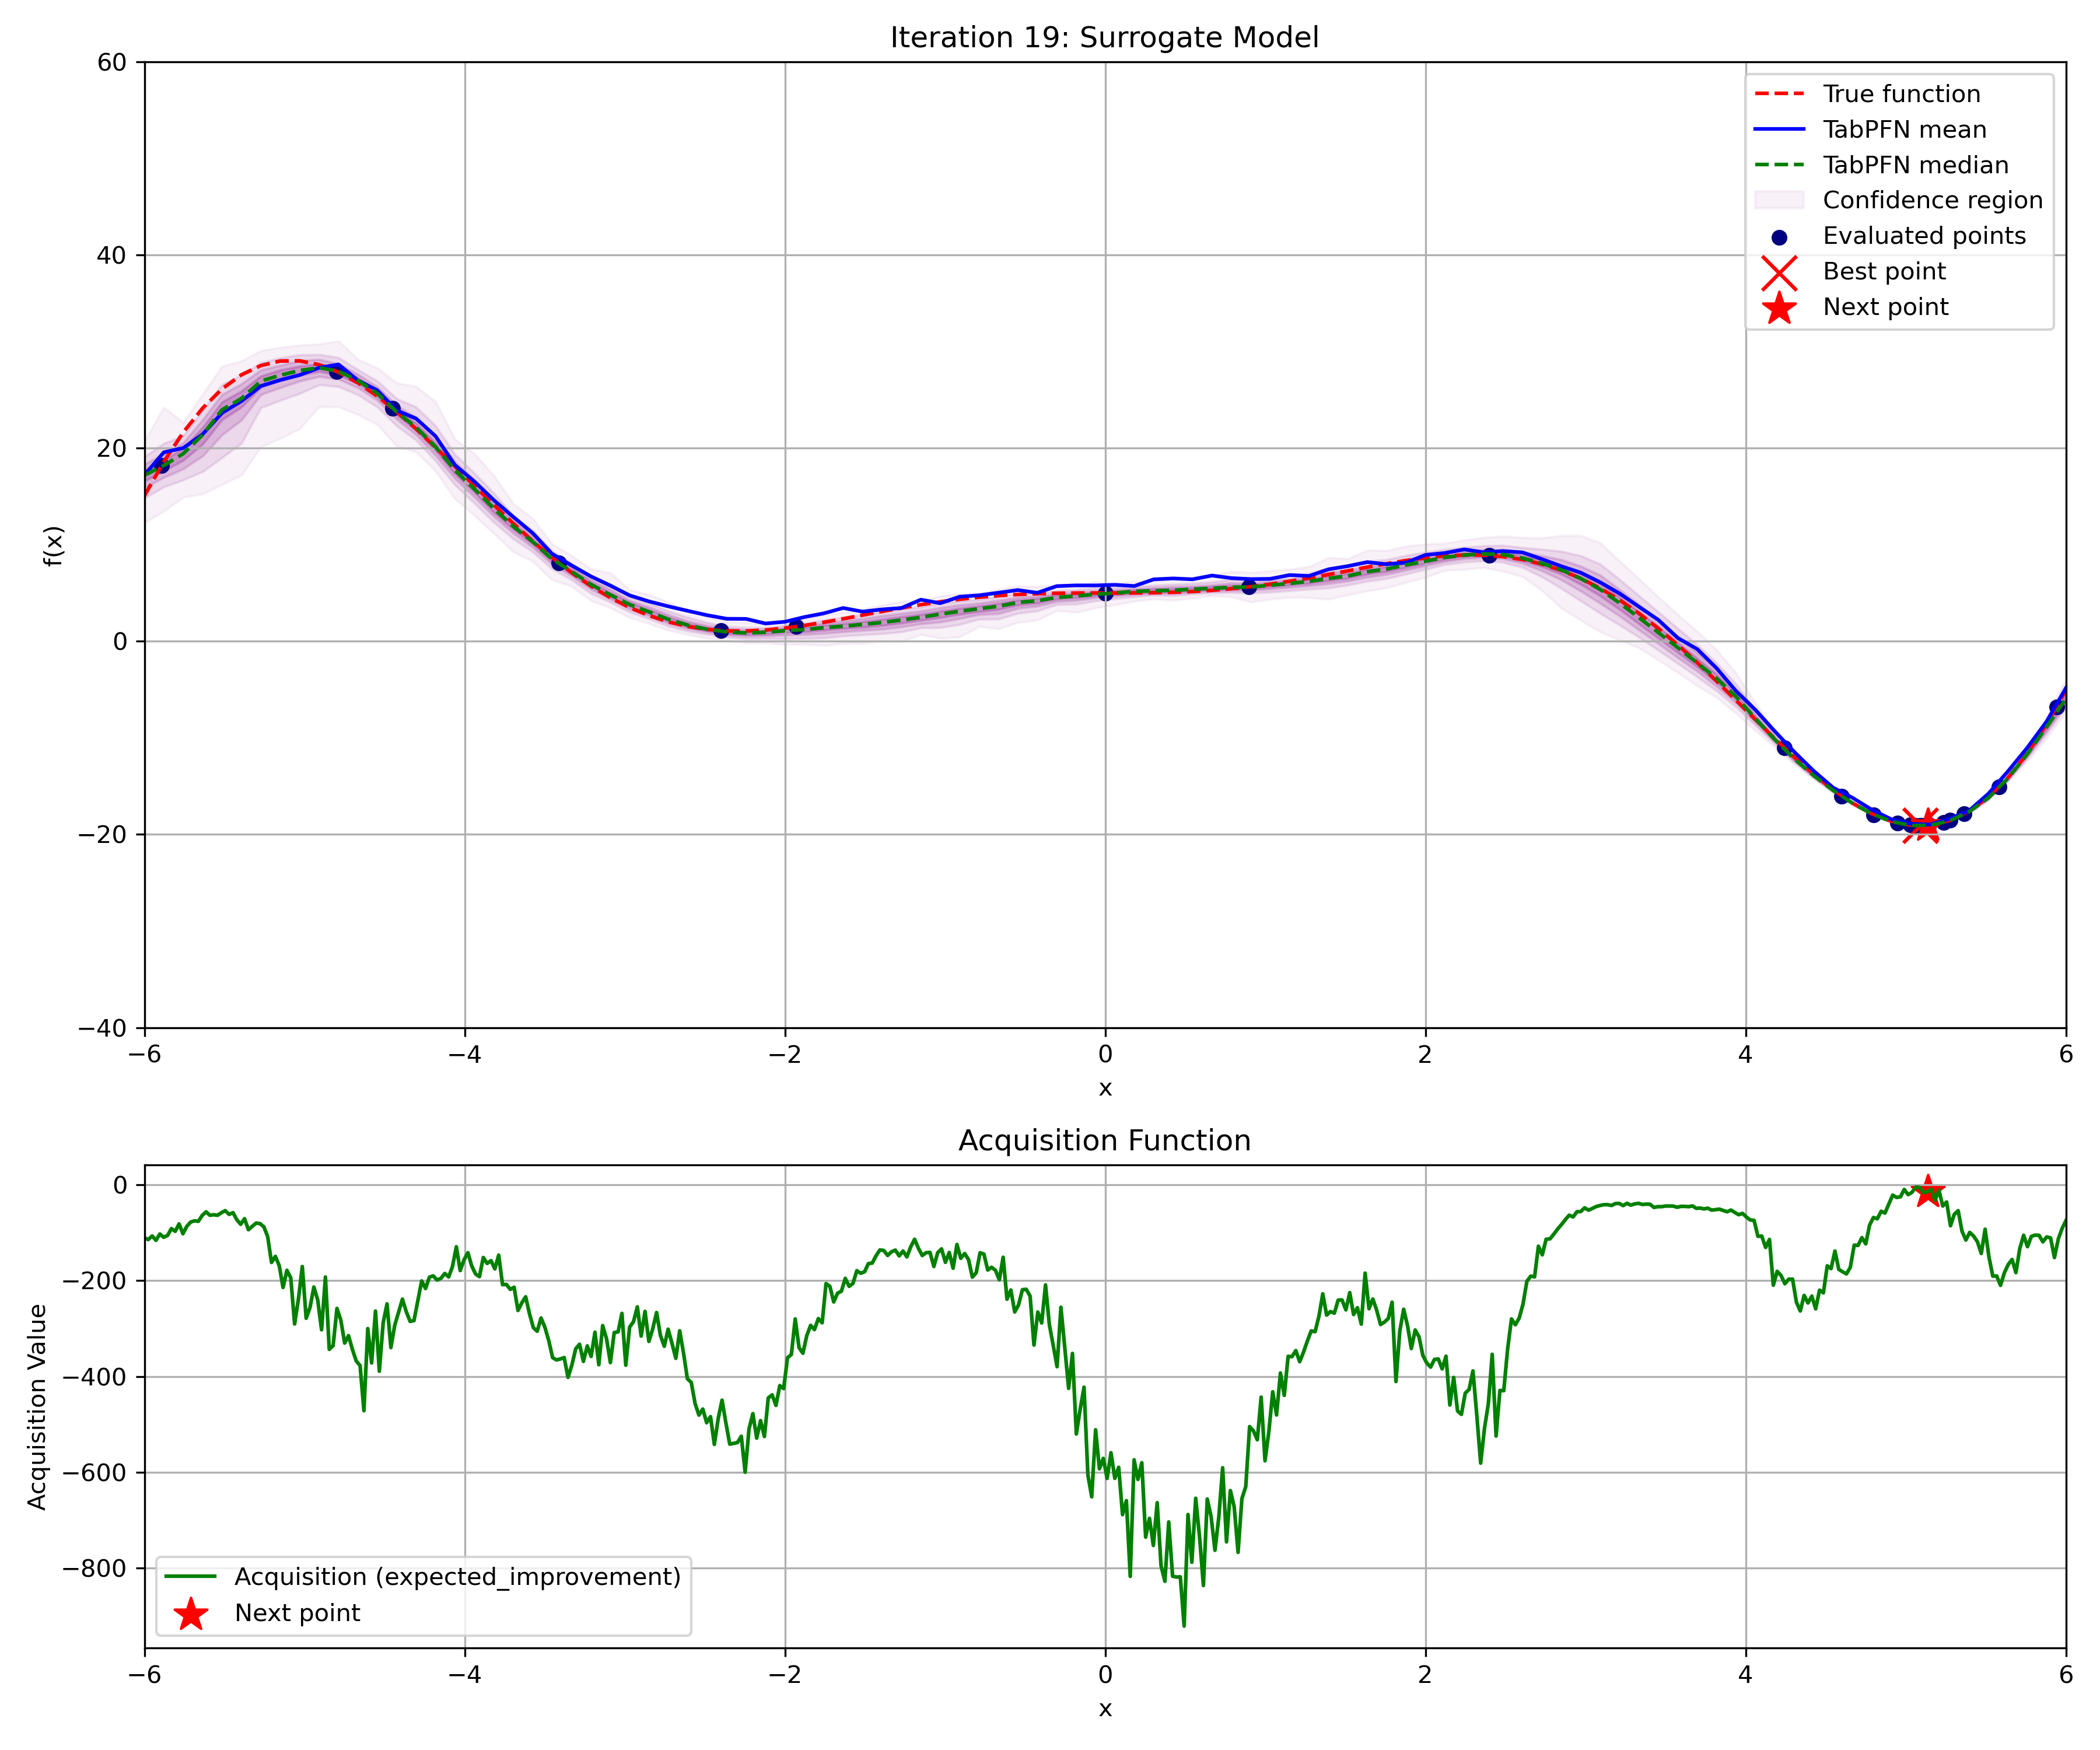 Iteration 19: Surrogate Model
60
40
20
0
−20
−40
f(x)
True function
TabPFN mean
TabPFN median
Confidence region
Evaluated points
Best point
Next point
−6 −4 −2 0 2 4 6
x
Acquisition Function
0
−200
−400
−600
−800
Acquisition Value
Acquisition (expected_improvement)
Next point
−6 −4 −2 0 2 4 6
x